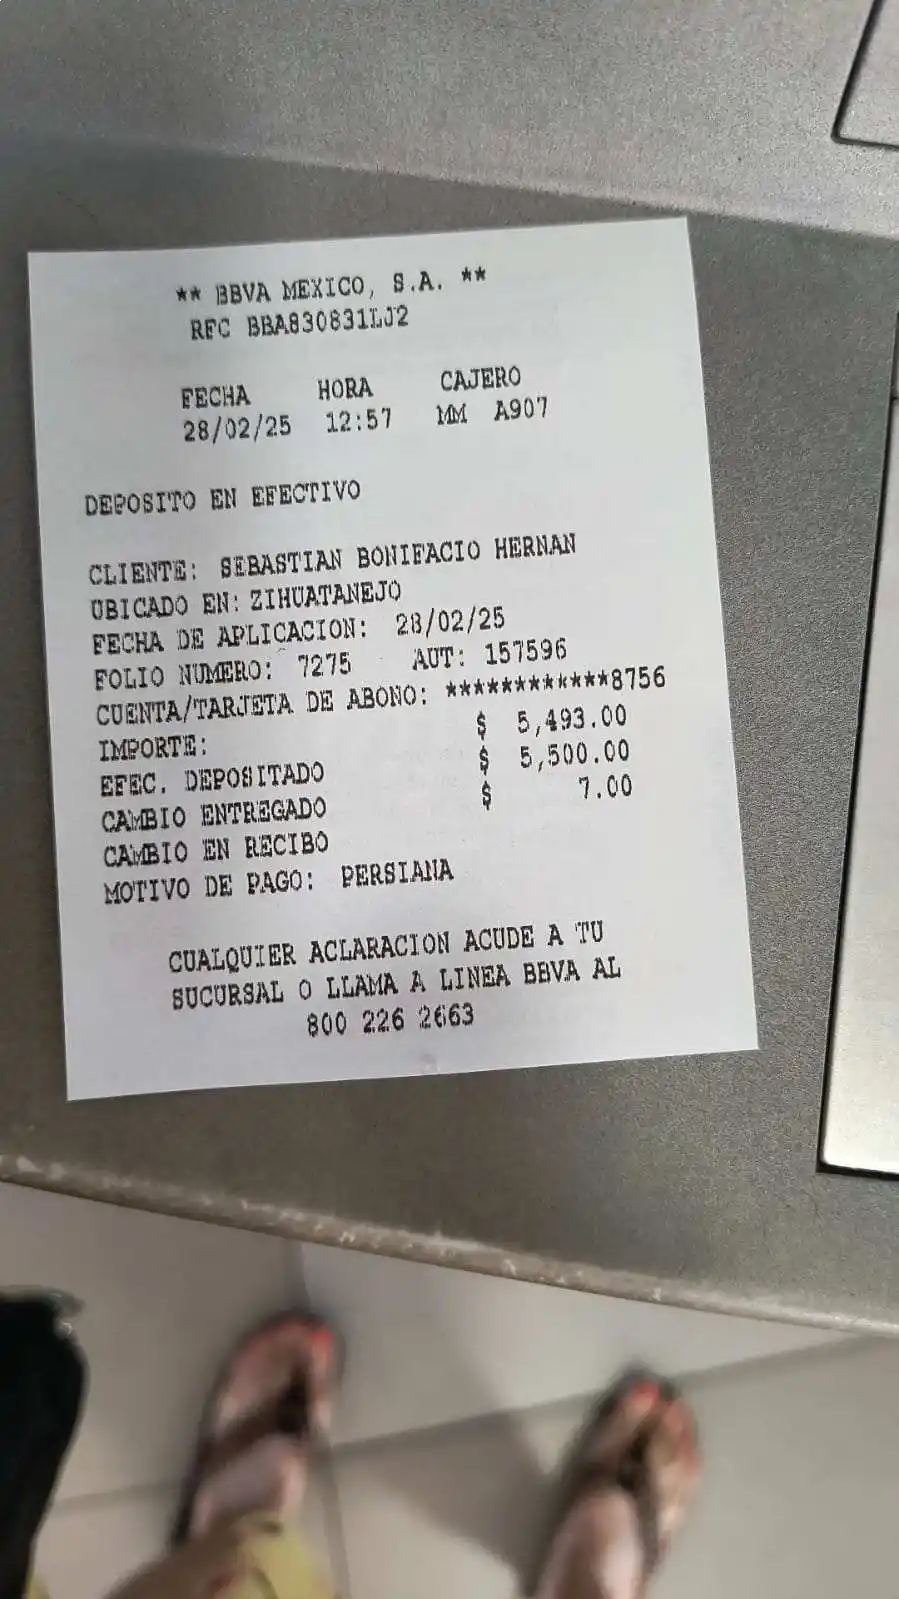 ** BBVA MEXICO, S.A. **
RFC BBA830831LJ2
FECHA HORA CAJERO
28/02/25 12:57 MM A907
DEPOSITO EN EFECTIVO
CLIENTE: SEBASTIAN BONIFACIO HERNAN
UBICADO EN: ZIHUATANEJO
FECHA DE APLICACION: 28/02/25
FOLIO NUMERO: 7275 AUT: 157596
CUENTA/TARJETA DE ABONO: ************8756
IMPORTE: $ 5,493.00
EFEC. DEPOSITADO $ 5,500.00
CAMBIO ENTREGADO $ 7.00
CAMBIO EN RECIBO
MOTIVO DE PAGO: PERSIANA
CUALQUIER ACLARACION ACUDE A TU
SUCURSAL O LLAMA A LINEA BBVA AL
800 226 2663